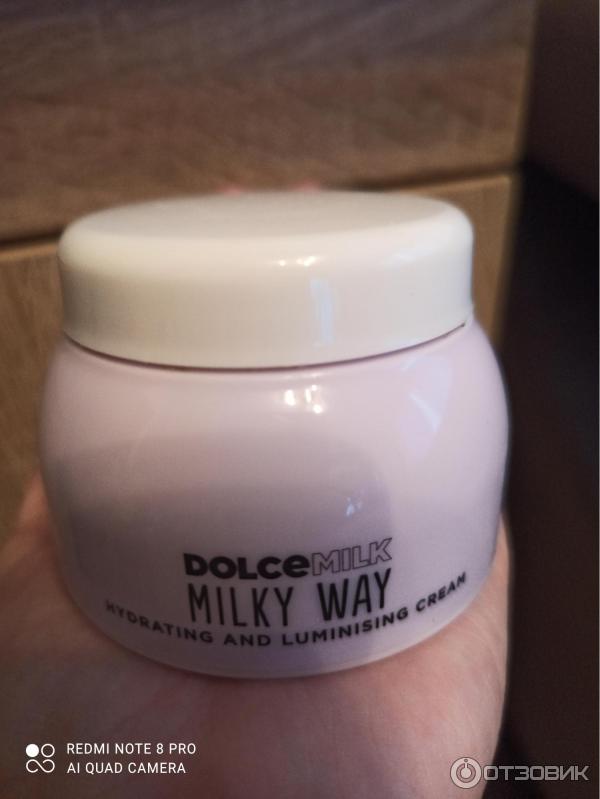 DOLCEMILK
MILKY WAY
HYDRATING AND LUMINISING CREAM
REDMI NOTE 8 PRO
AI QUAD CAMERA
ОТЗОВИК